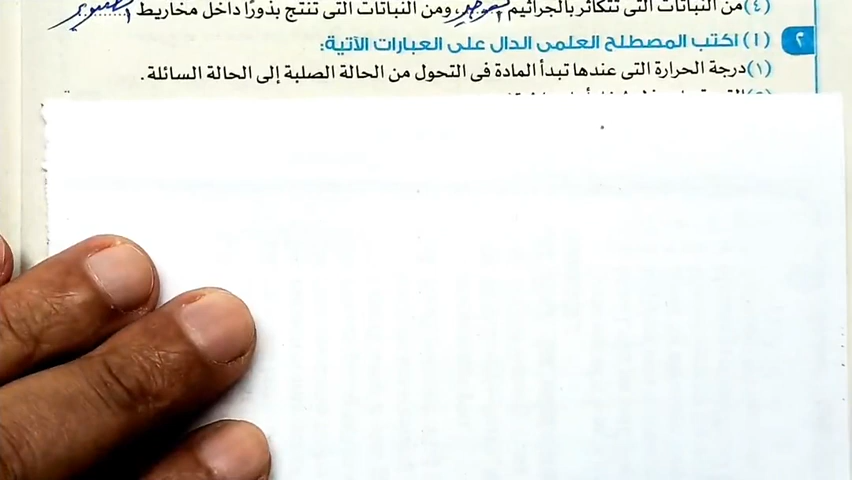 (٤) من النباتات التى تتكاثر بالجراثيم ، ومن النباتات التى تنتج بذورًا داخل مخاريط الصنوبر
٢ (أ) اكتب المصطلح العلمى الدال على العبارات الآتية:
(١) درجة الحرارة التى عندها تبدأ المادة فى التحول من الحالة الصلبة إلى الحالة السائلة.